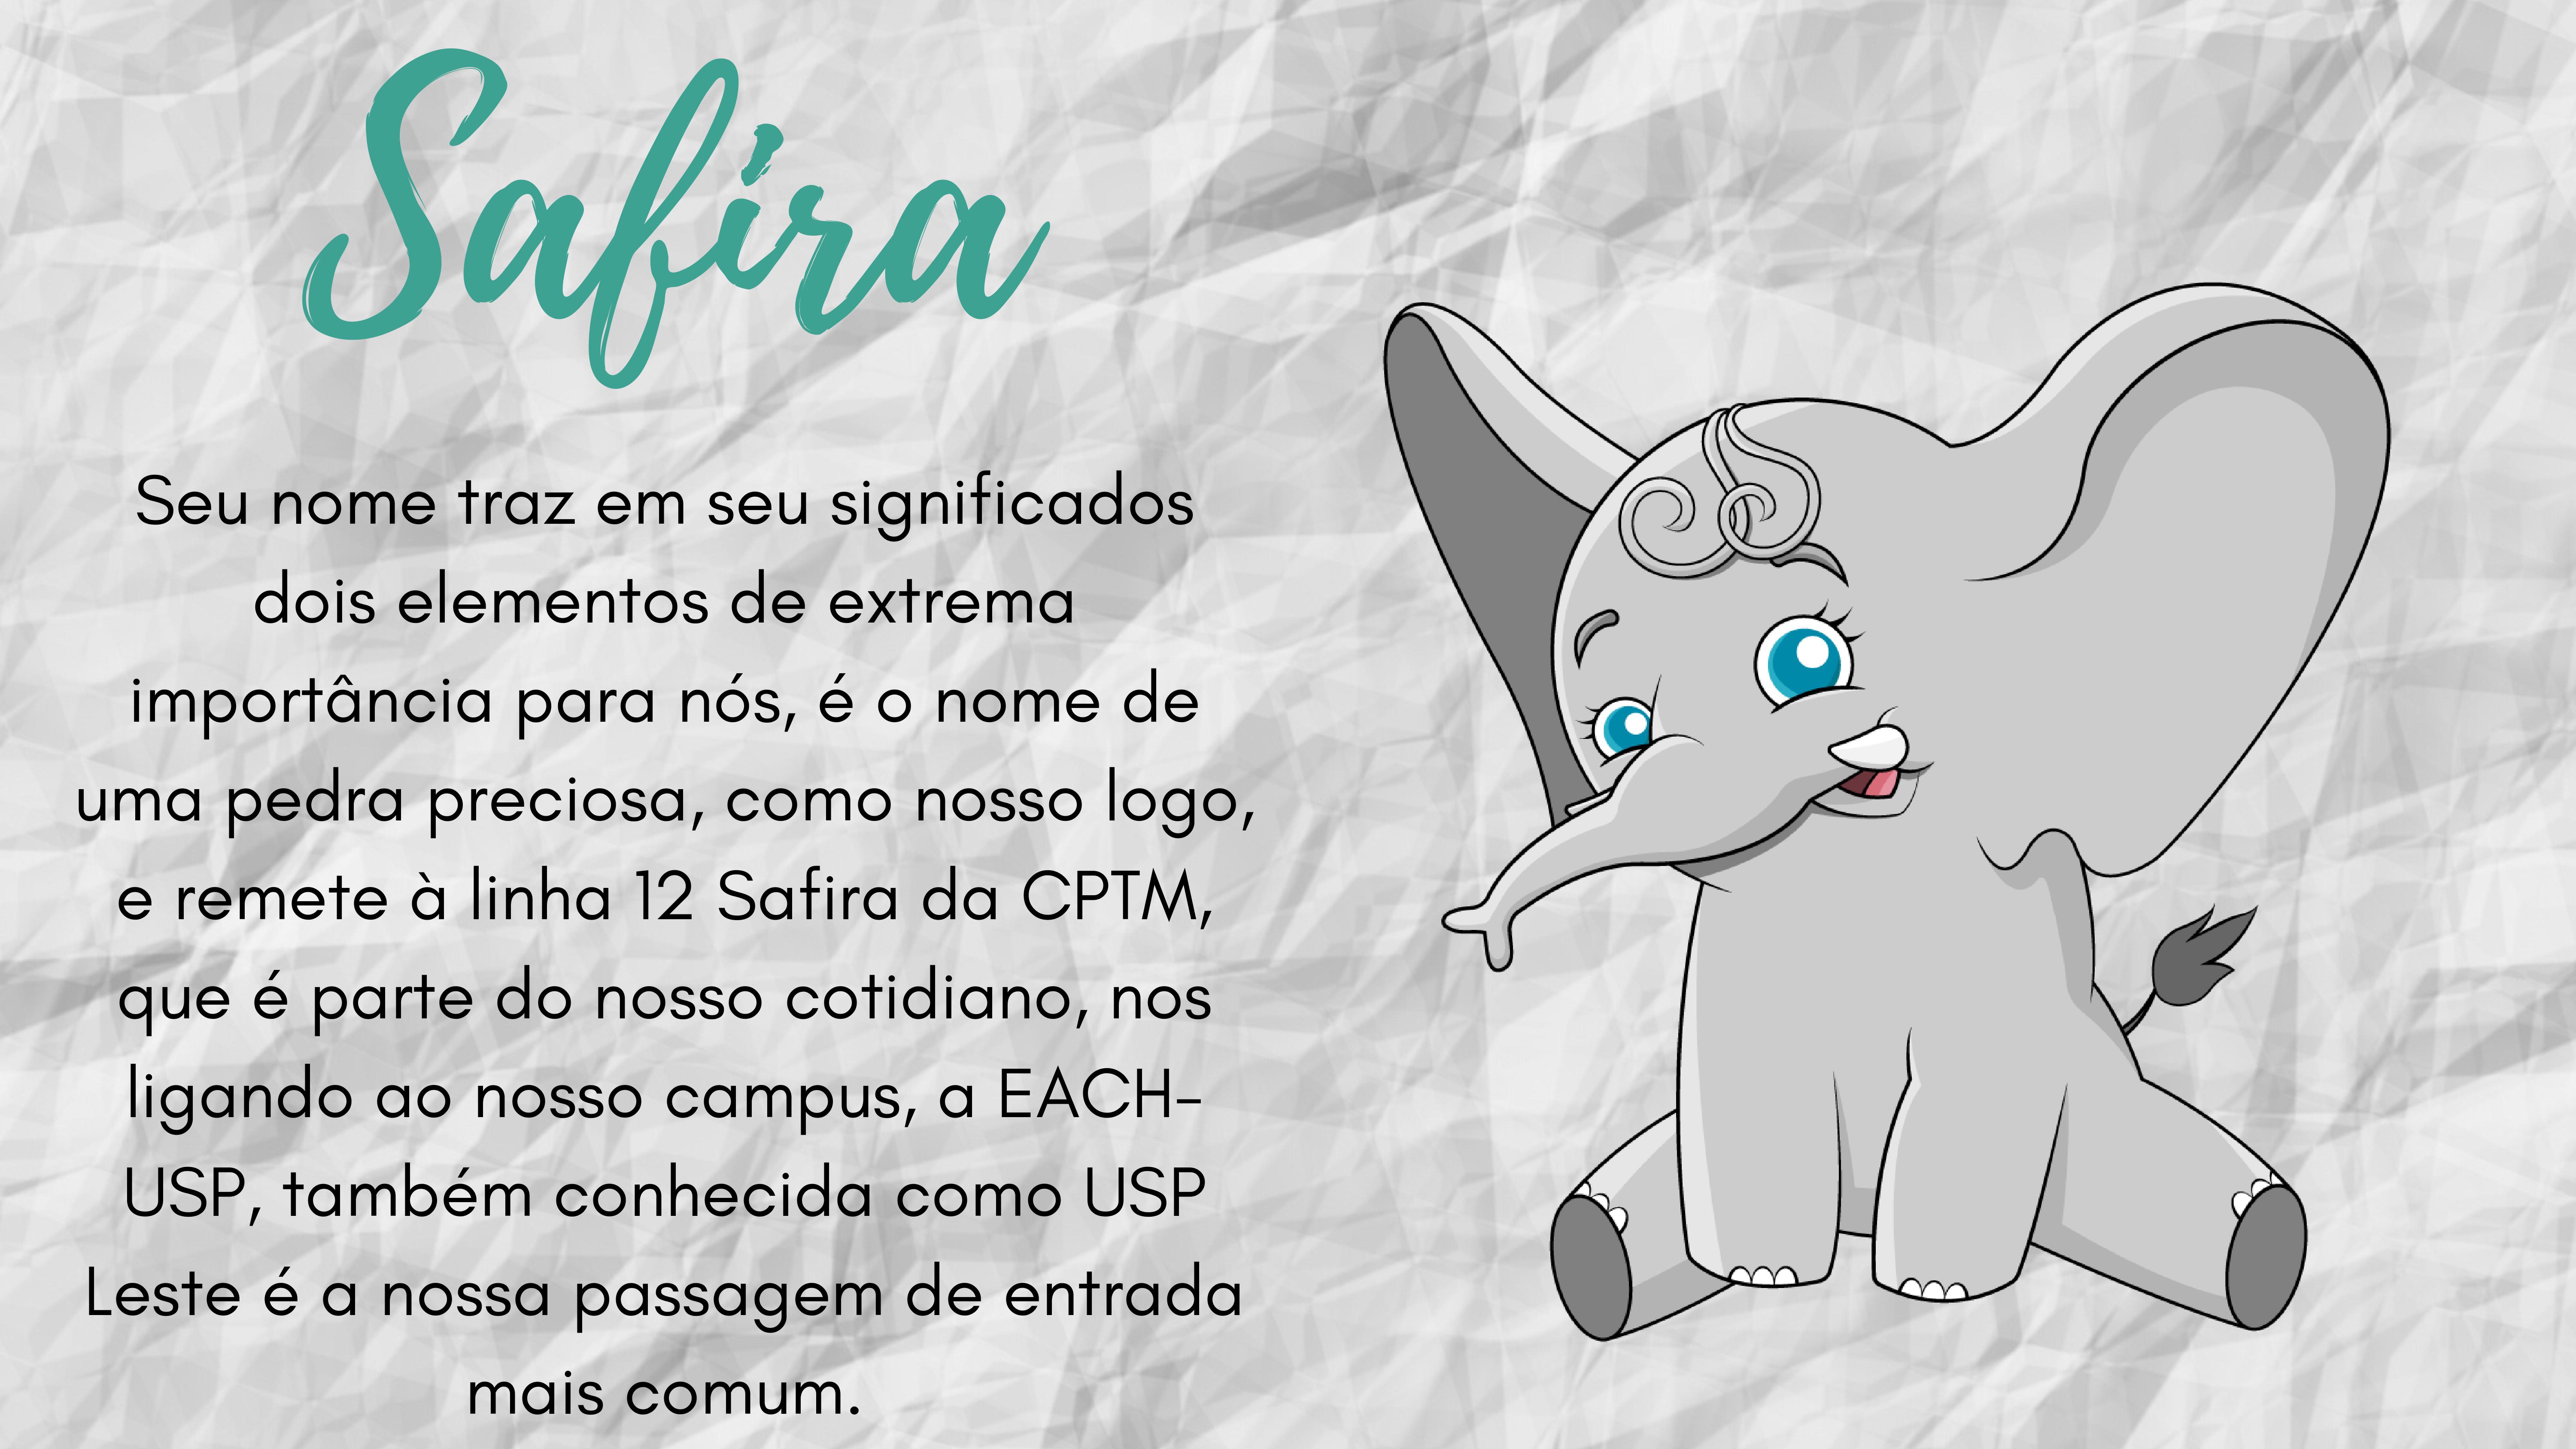 Safira
Seu nome traz em seu significados
dois elementos de extrema
importância para nós, é o nome de
uma pedra preciosa, como nosso logo,
e remete à linha 12 Safira da CPTM,
que é parte do nosso cotidiano, nos
ligando ao nosso campus, a EACH-
USP, também conhecida como USP
Leste é a nossa passagem de entrada
mais comum.